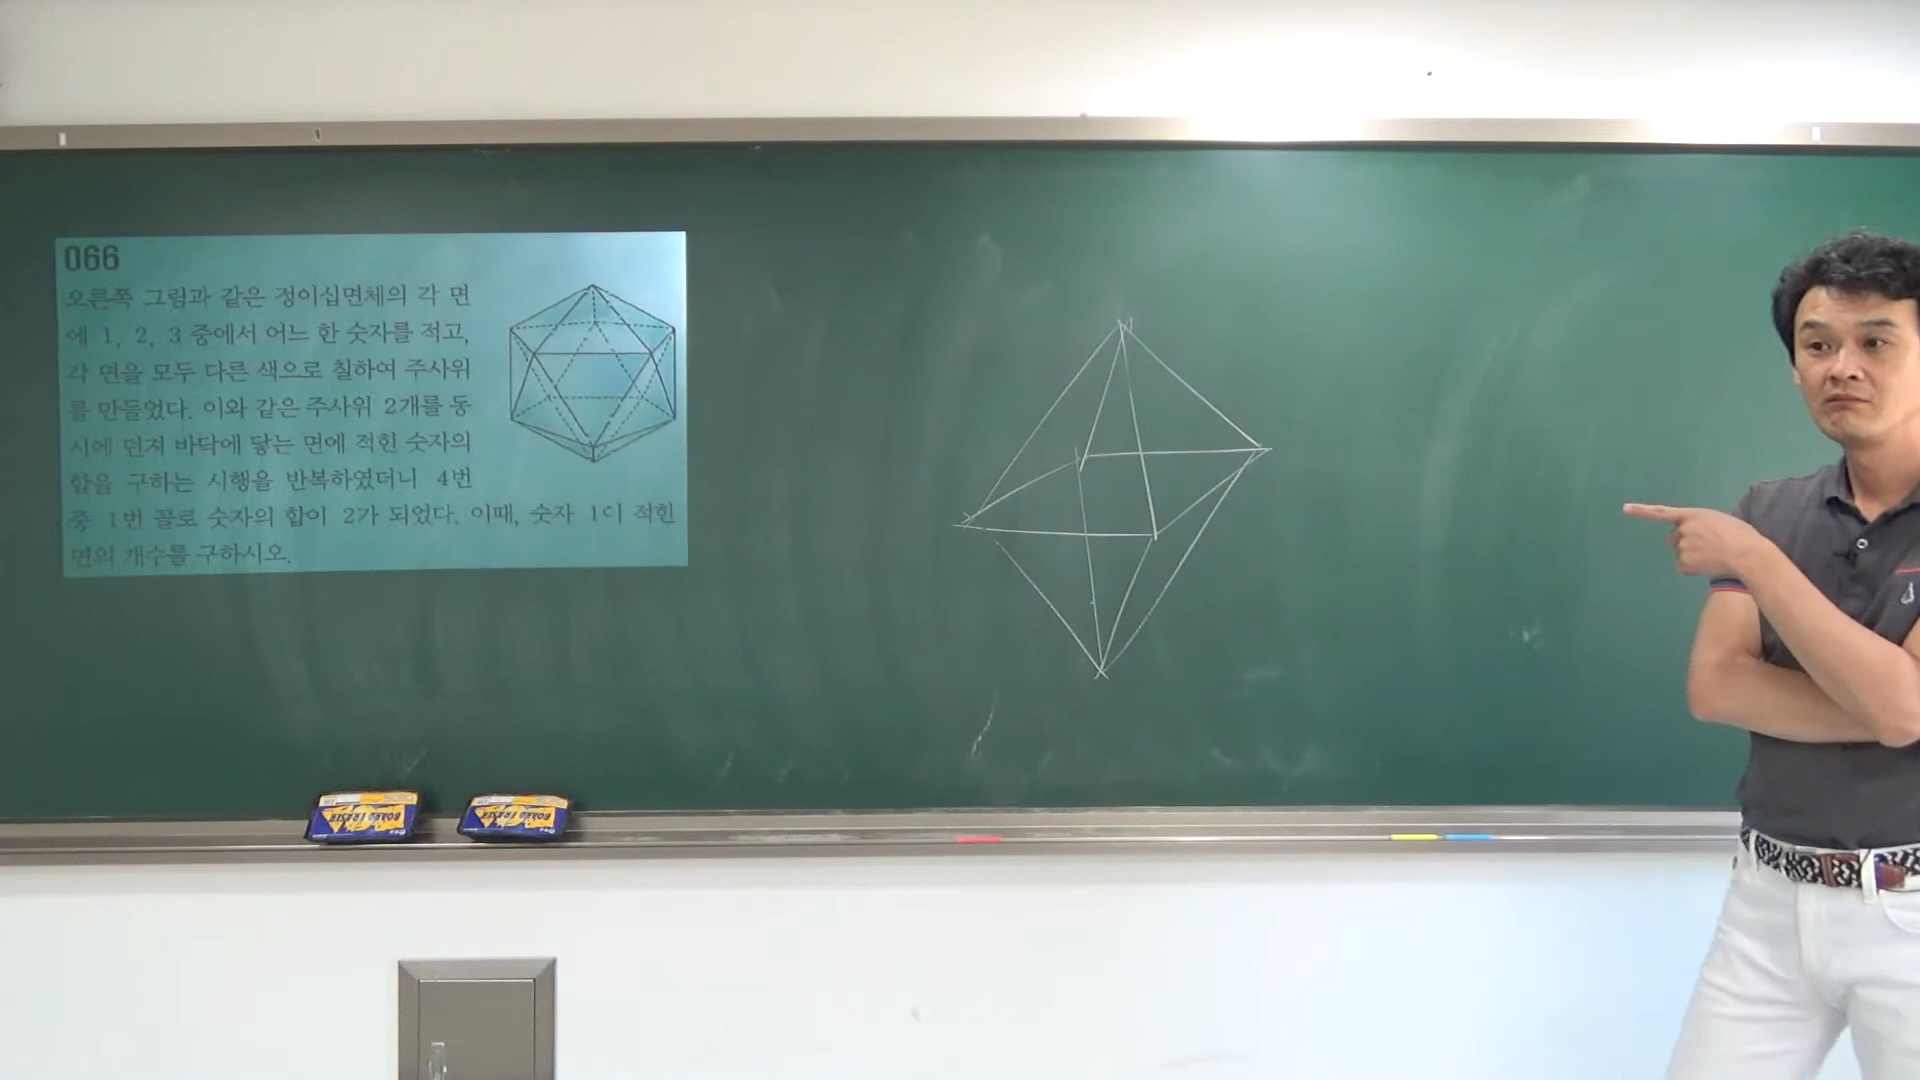 066
오른쪽 그림과 같은 정이십면체의 각 면
에 1, 2, 3 중에서 어느 한 숫자를 적고,
각 면을 모두 다른 색으로 칠하여 주사위
를 만들었다. 이와 같은 주사위 2개를 동
시에 던져 바닥에 닿는 면에 적힌 숫자의
합을 구하는 시행을 반복하였더니 4번
중 1번 꼴로 숫자의 합이 2가 되었다. 이때, 숫자 1이 적힌
면의 개수를 구하시오.
BOARD ERASER
BOARD ERASER